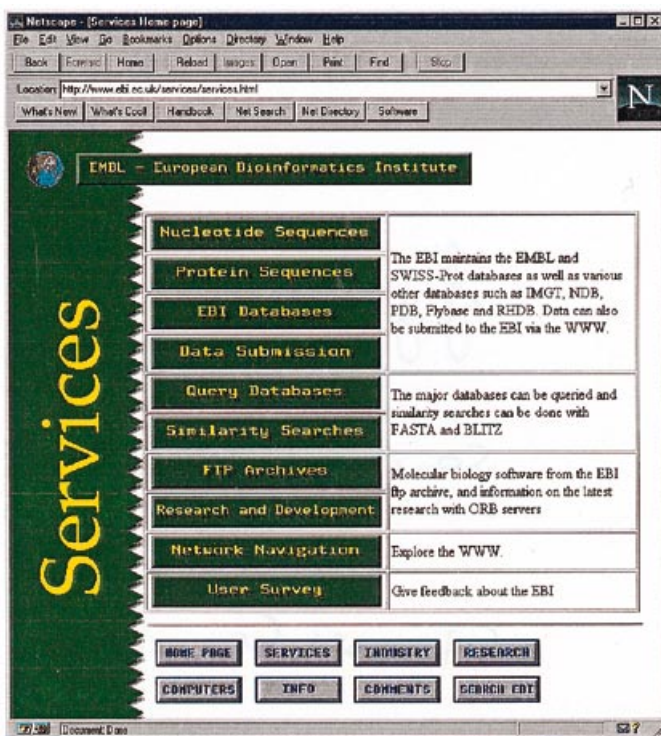 Netscape - [Services Home page]
File Edit View Go Bookmarks Options Directory Window Help
Back Forward Home Reload Images Open Print Find Stop
Location: http://www.ebi.ac.uk/services/services.html
What's New! What's Cool! Handbook Net Search Net Directory Software
N
EMBL - European Bioinformatics Institute
Services
Nucleotide Sequences
Protein Sequences
EBI Databases
Data Submission
The EBI maintains the EMBL and
SWISS-Prot databases as well as various
other databases such as IMGT, NDB,
PDB, Flybase and RHDB. Data can also
be submitted to the EBI via the WWW.
Query Databases
Similarity Searches
The major databases can be queried and
similarity searches can be done with
FASTA and BLITZ
FTP Archives
Research and Development
Molecular biology software from the EBI
ftp archive, and information on the latest
research with ORB servers
Network Navigation
Explore the WWW.
User Survey
Give feedback about the EBI
HOME PAGE SERVICES INDUSTRY RESEARCH
COMPUTERS INFO COMMENTS SEARCH EBI
Document: Done